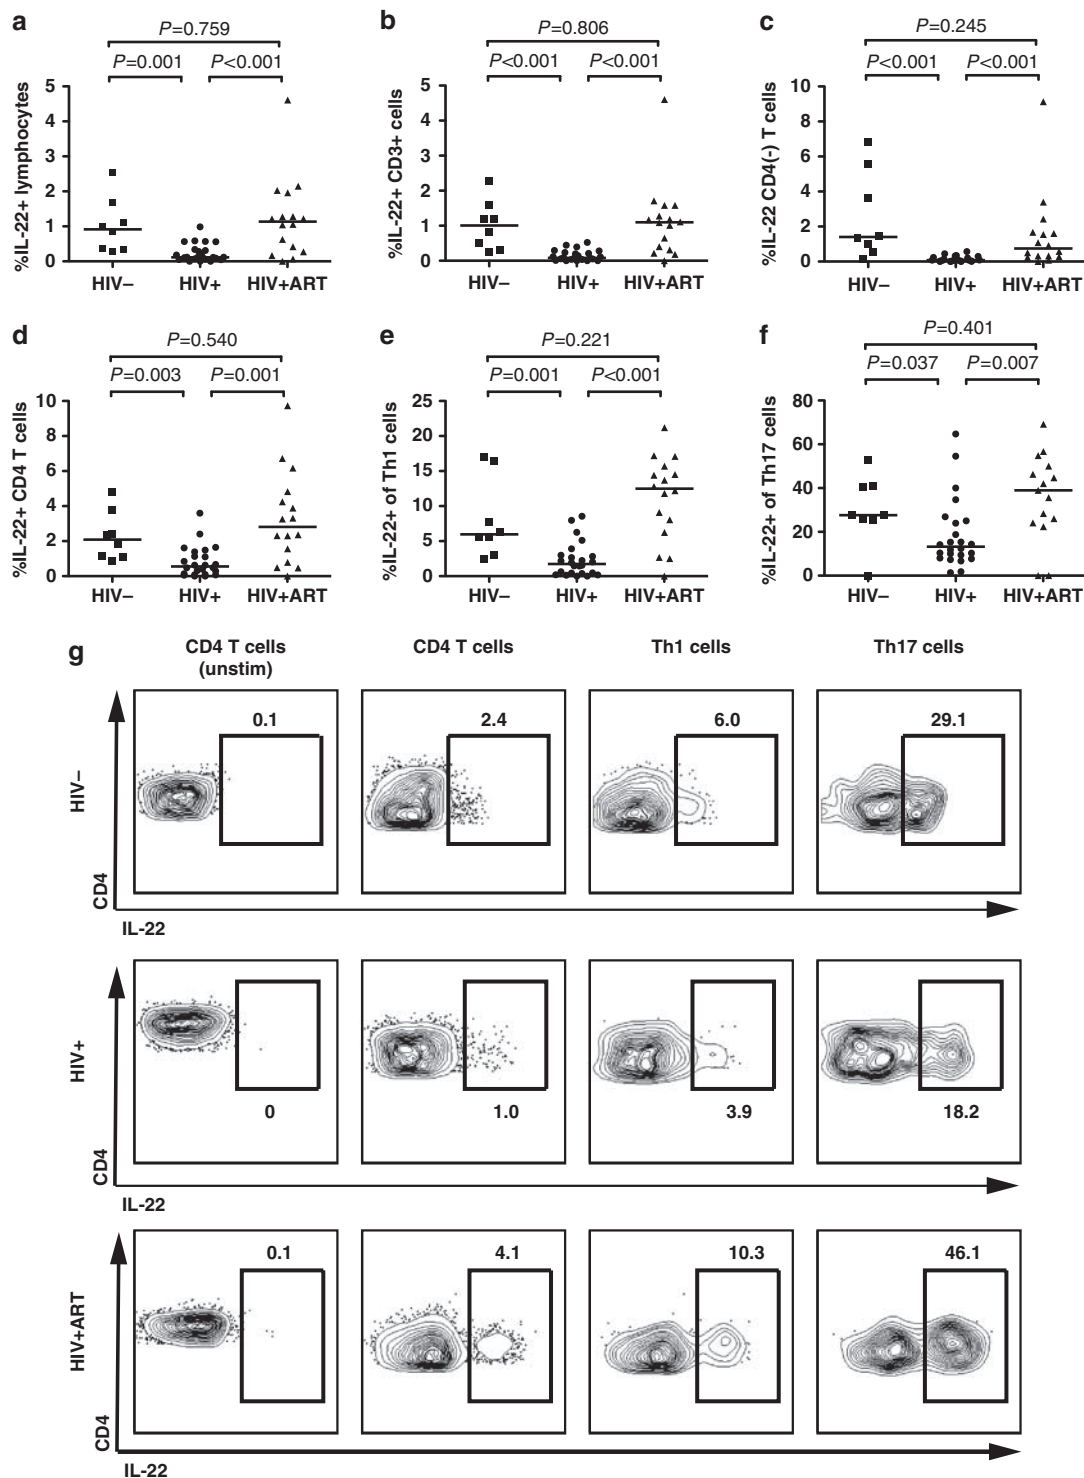 a
P=0.759
P=0.001 P<0.001
%IL-22+ lymphocytes
5
4
3
2
1
0
HIV− HIV+ HIV+ART
b
P=0.806
P<0.001 P<0.001
%IL-22+ CD3+ cells
5
4
3
2
1
0
HIV− HIV+ HIV+ART
c
P=0.245
P<0.001 P<0.001
%IL-22 CD4(-) T cells
10
8
6
4
2
0
HIV− HIV+ HIV+ART
d
P=0.540
P=0.003 P=0.001
%IL-22+ CD4 T cells
10
8
6
4
2
0
HIV− HIV+ HIV+ART
e
P=0.221
P=0.001 P<0.001
%IL-22+ of Th1 cells
25
20
15
10
5
0
HIV− HIV+ HIV+ART
f
P=0.401
P=0.037 P=0.007
%IL-22+ of Th17 cells
80
60
40
20
0
HIV− HIV+ HIV+ART
g
CD4 T cells
(unstim)
CD4 T cells
Th1 cells
Th17 cells
HIV−
CD4
0.1 2.4 6.0 29.1
IL-22
HIV+
CD4
0 1.0 3.9 18.2
IL-22
HIV+ART
CD4
0.1 4.1 10.3 46.1
IL-22